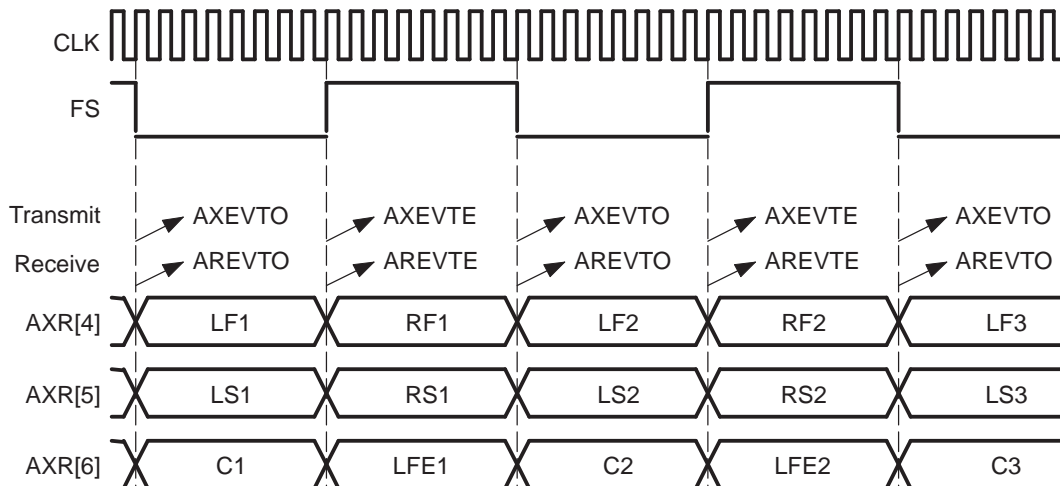 CLK
FS
Transmit AXEVTO AXEVTE AXEVTO AXEVTE AXEVTO
Receive AREVTO AREVTE AREVTO AREVTE AREVTO
AXR[4] LF1 RF1 LF2 RF2 LF3
AXR[5] LS1 RS1 LS2 RS2 LS3
AXR[6] C1 LFE1 C2 LFE2 C3